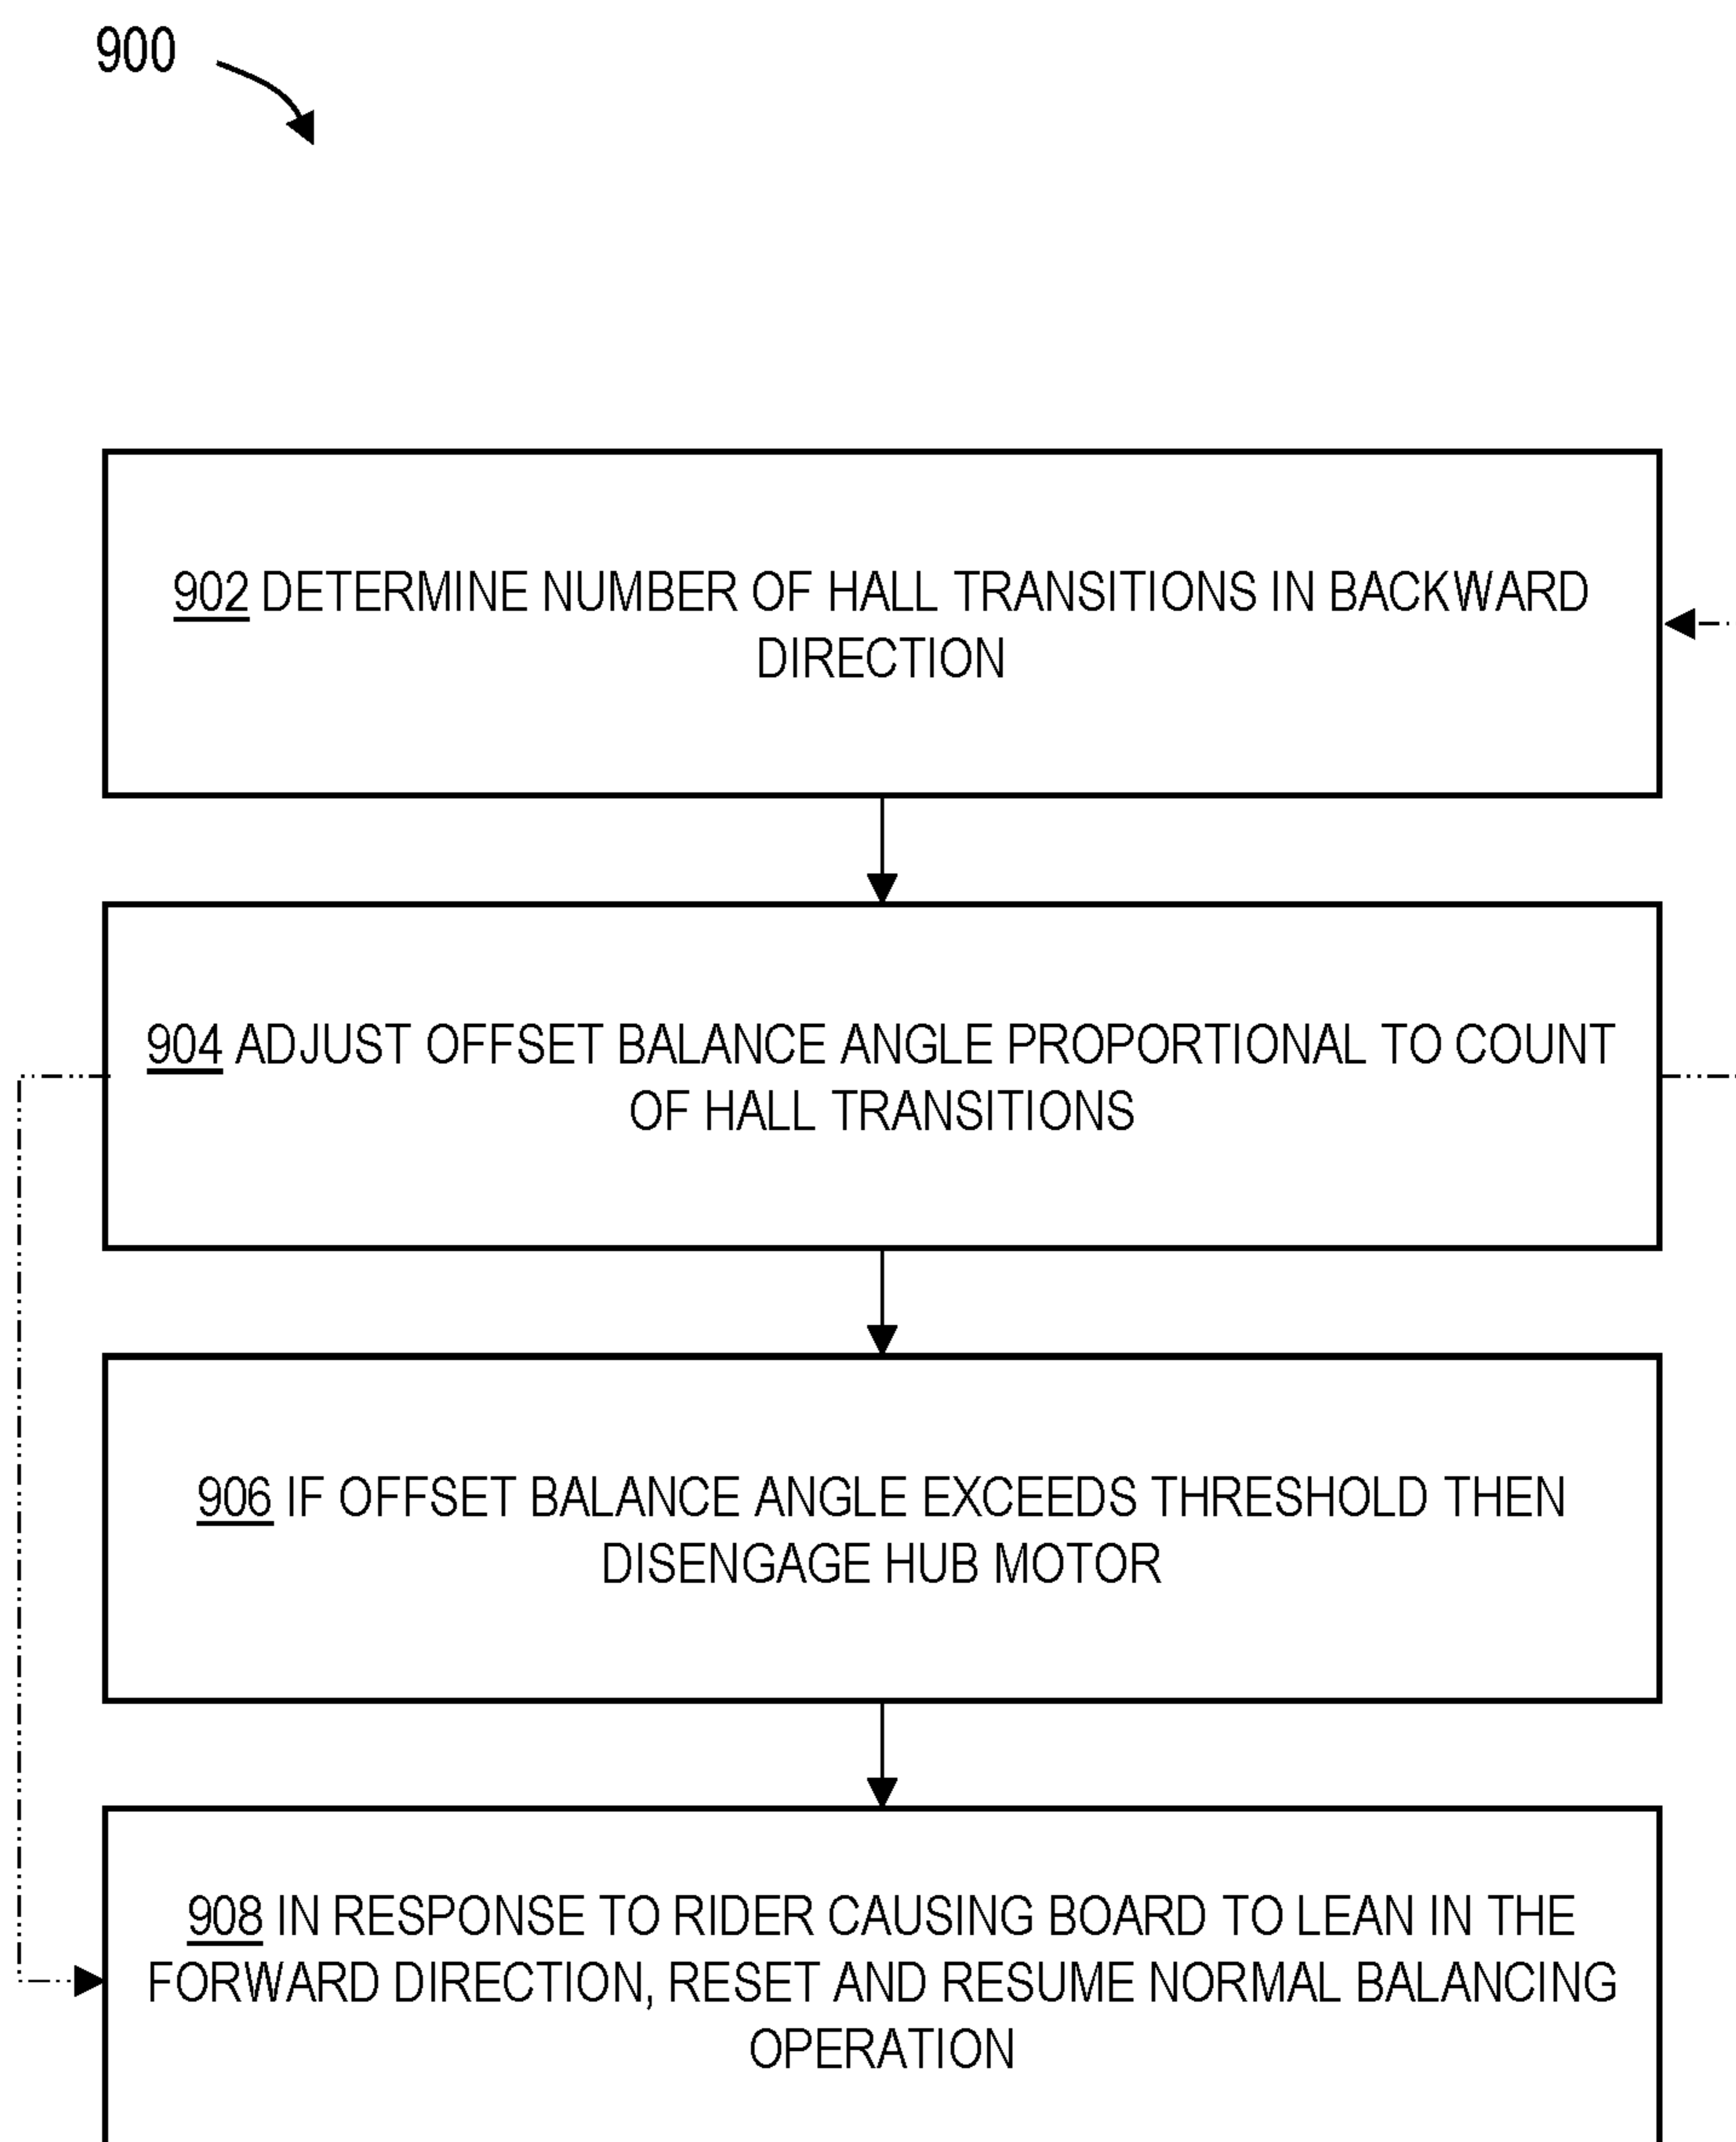 900
902 DETERMINE NUMBER OF HALL TRANSITIONS IN BACKWARD
DIRECTION
904 ADJUST OFFSET BALANCE ANGLE PROPORTIONAL TO COUNT
OF HALL TRANSITIONS
906 IF OFFSET BALANCE ANGLE EXCEEDS THRESHOLD THEN
DISENGAGE HUB MOTOR
908 IN RESPONSE TO RIDER CAUSING BOARD TO LEAN IN THE
FORWARD DIRECTION, RESET AND RESUME NORMAL BALANCING
OPERATION